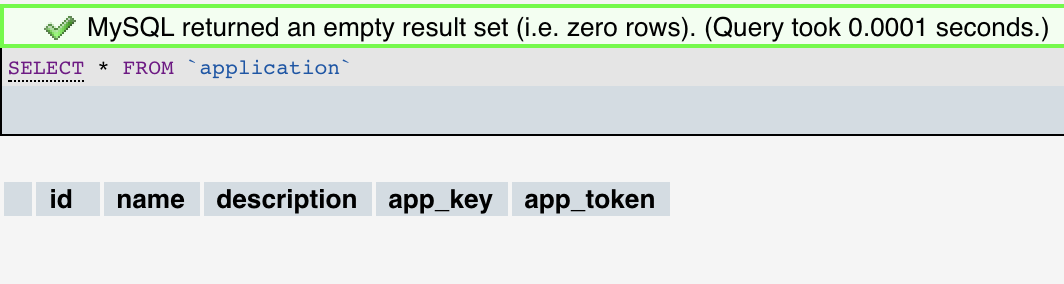 MySQL returned an empty result set (i.e. zero rows). (Query took 0.0001 seconds.)
SELECT * FROM `application`
id name description app_key app_token